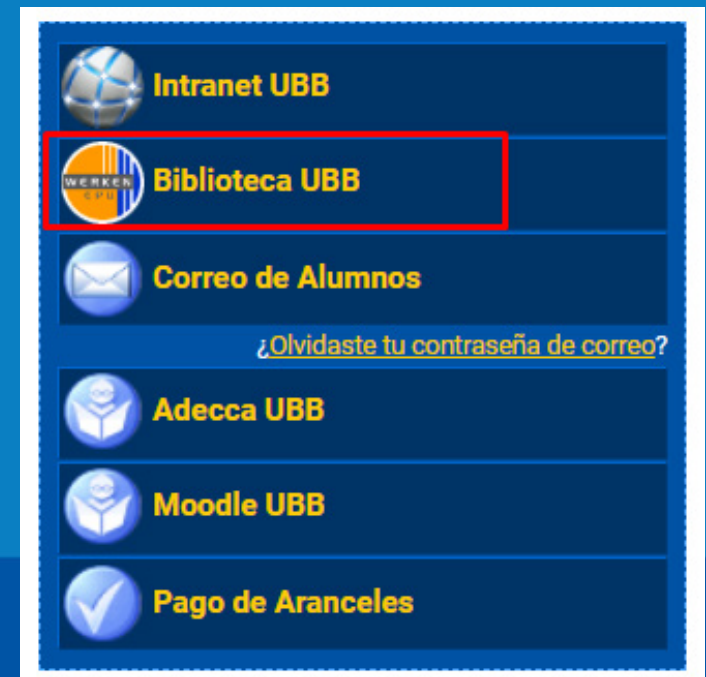 Intranet UBB
WERKEN
CPU
Biblioteca UBB
Correo de Alumnos
¿Olvidaste tu contraseña de correo?
Adecca UBB
Moodle UBB
Pago de Aranceles